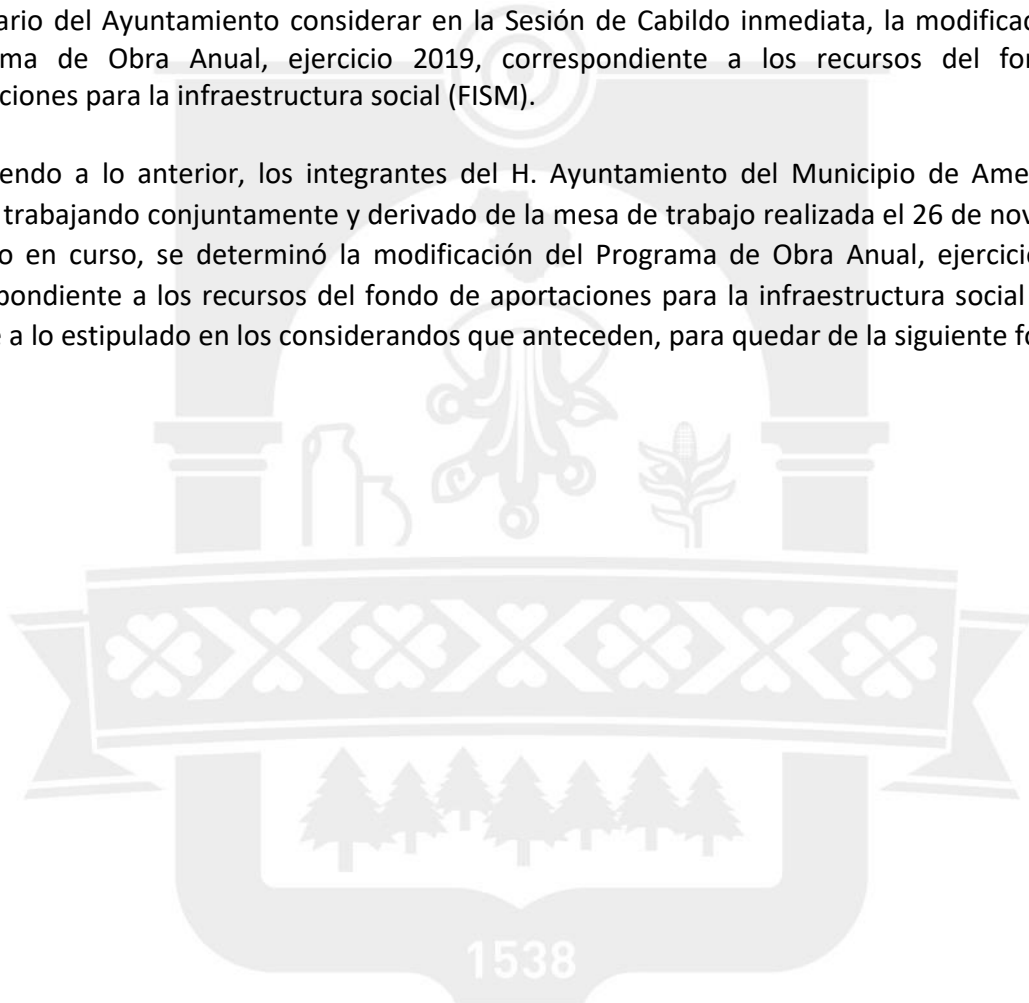 ario del Ayuntamiento considerar en la Sesión de Cabildo inmediata, la modificad
ma de Obra Anual, ejercicio 2019, correspondiente a los recursos del for
ciones para la infraestructura social (FISM).
endo a lo anterior, los integrantes del H. Ayuntamiento del Municipio de Ame
trabajando conjuntamente y derivado de la mesa de trabajo realizada el 26 de nov
o en curso, se determinó la modificación del Programa de Obra Anual, ejercici
pondiente a los recursos del fondo de aportaciones para la infraestructura social
a lo estipulado en los considerandos que anteceden, para quedar de la siguiente fo
1538